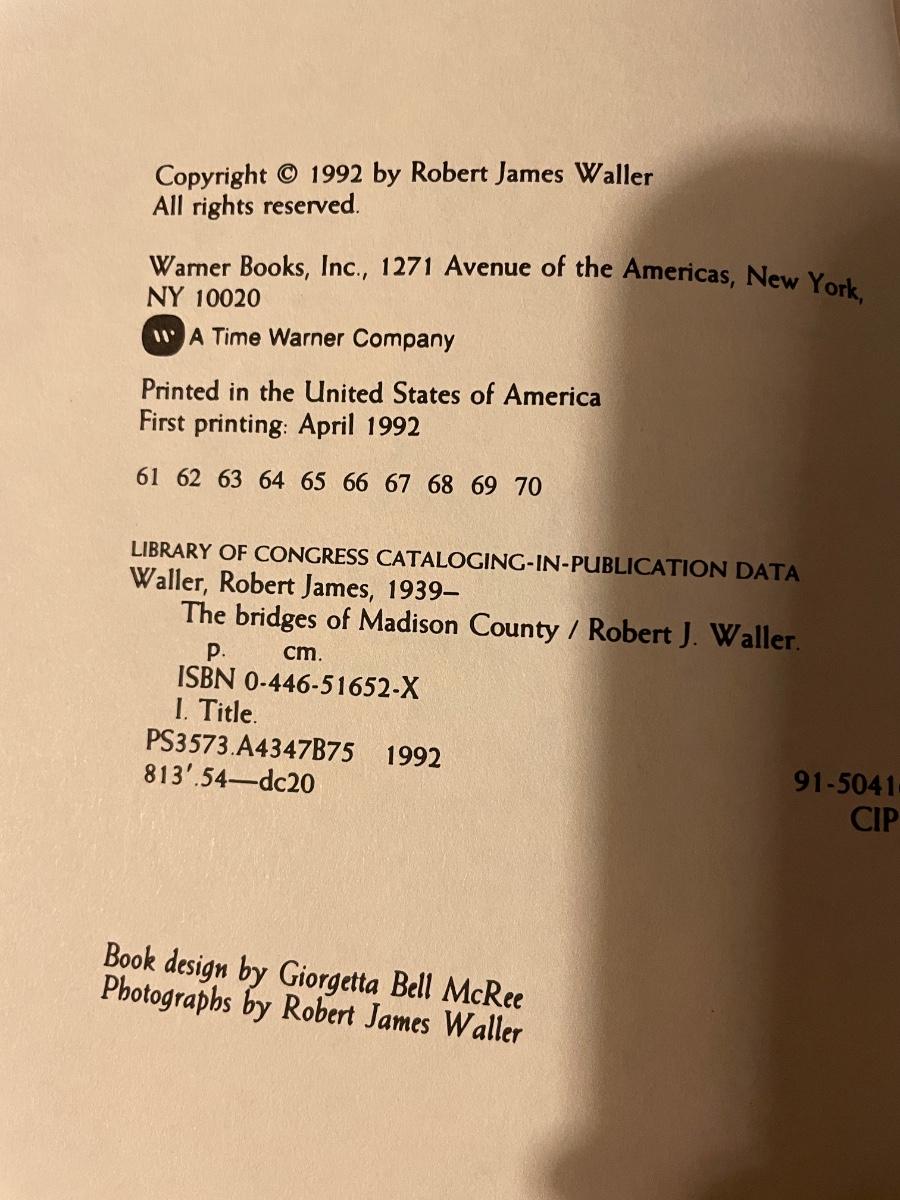 Copyright © 1992 by Robert James Waller
All rights reserved.
Warner Books, Inc., 1271 Avenue of the Americas, New York,
NY 10020
W A Time Warner Company
Printed in the United States of America
First printing: April 1992
61 62 63 64 65 66 67 68 69 70
LIBRARY OF CONGRESS CATALOGING-IN-PUBLICATION DATA
Waller, Robert James, 1939–
The bridges of Madison County / Robert J. Waller.
p. cm.
ISBN 0-446-51652-X
I. Title.
PS3573.A4347B75 1992
813'.54—dc20
91-5041
CIP
Book design by Giorgetta Bell McRee
Photographs by Robert James Waller